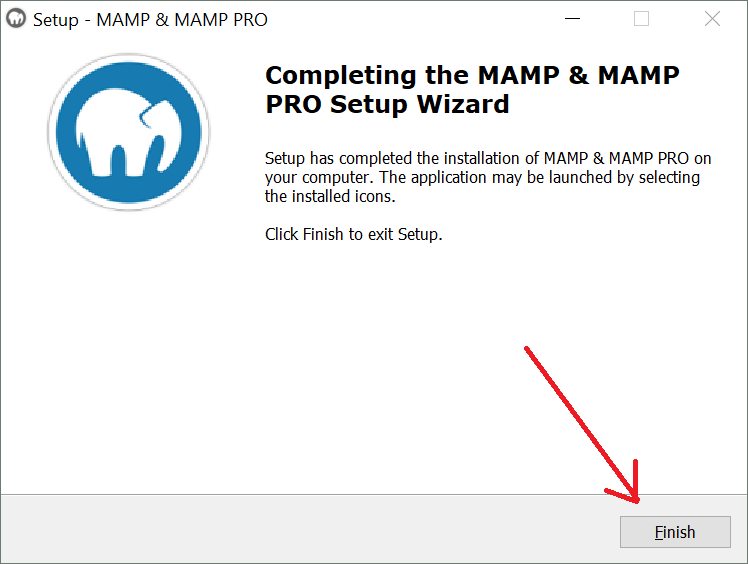 Setup - MAMP & MAMP PRO
Completing the MAMP & MAMP
PRO Setup Wizard
Setup has completed the installation of MAMP & MAMP PRO on
your computer. The application may be launched by selecting
the installed icons.
Click Finish to exit Setup.
Finish